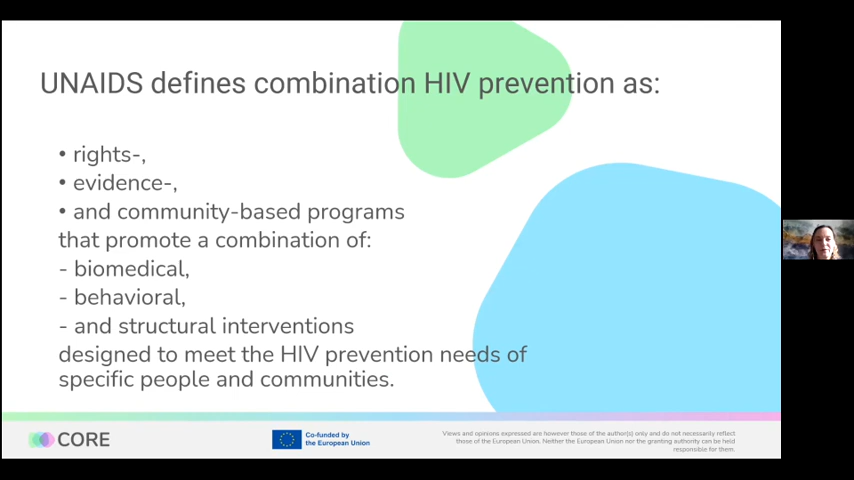 UNAIDS defines combination HIV prevention as:
• rights-,
• evidence-,
• and community-based programs
that promote a combination of:
- biomedical,
- behavioral,
- and structural interventions
designed to meet the HIV prevention needs of
specific people and communities.
CORE
Co-funded by
the European Union
Views and opinions expressed are however those of the author(s) only and do not necessarily reflect
those of the European Union. Neither the European Union nor the granting authority can be held
responsible for them.